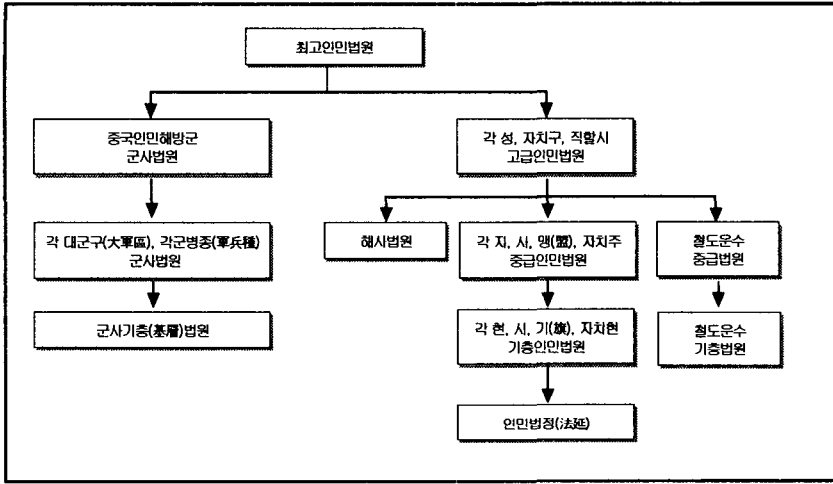 최고인민법원
중국인민해방군
군사법원
각 성, 자치구, 직할시
고급인민법원
각 대군구(大軍區), 각군병종(軍兵種)
군사법원
해사법원
각 지, 시, 맹(盟), 자치주
중급인민법원
철도운수
중급법원
군사기층(基層)법원
각 현, 시, 기(旗), 자치현
기층인민법원
철도운수
기층법원
인민법정(法延)